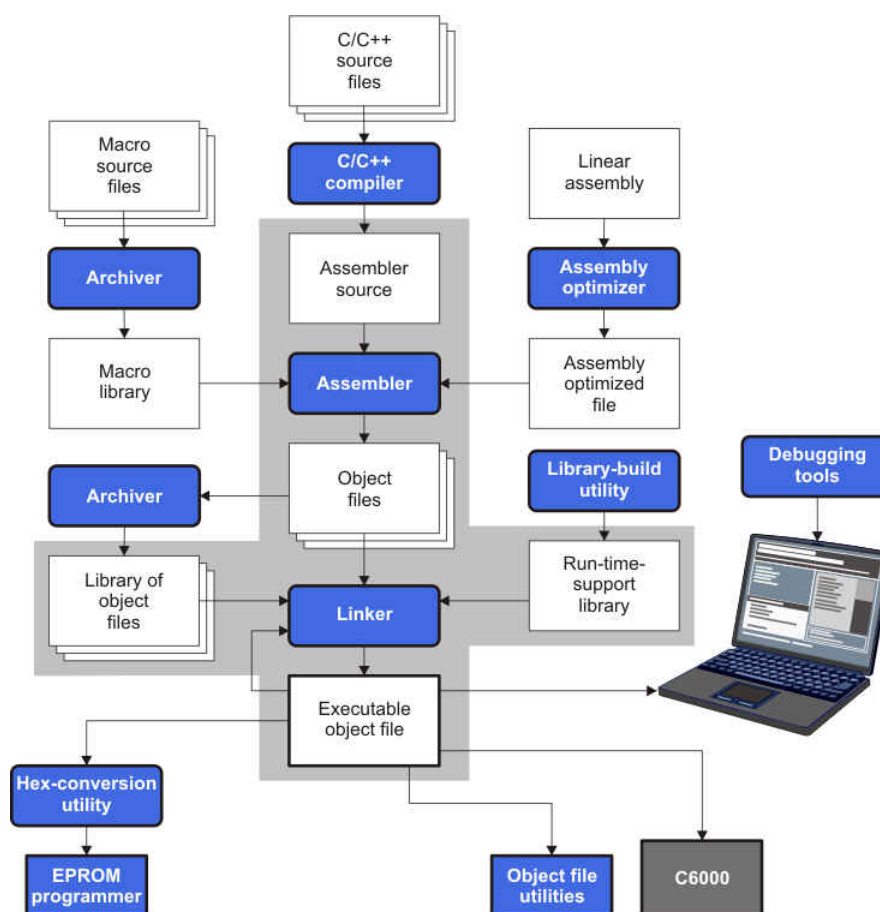 C/C++
source
files
Macro
source
files
C/C++
compiler
Linear
assembly
Archiver
Assembler
source
Assembly
optimizer
Macro
library
Assembler
Assembly
optimized
file
Archiver
Object
files
Library-build
utility
Debugging
tools
Library of
object
files
Linker
Run-time-
support
library
Executable
object file
Hex-conversion
utility
EPROM
programmer
Object file
utilities
C6000